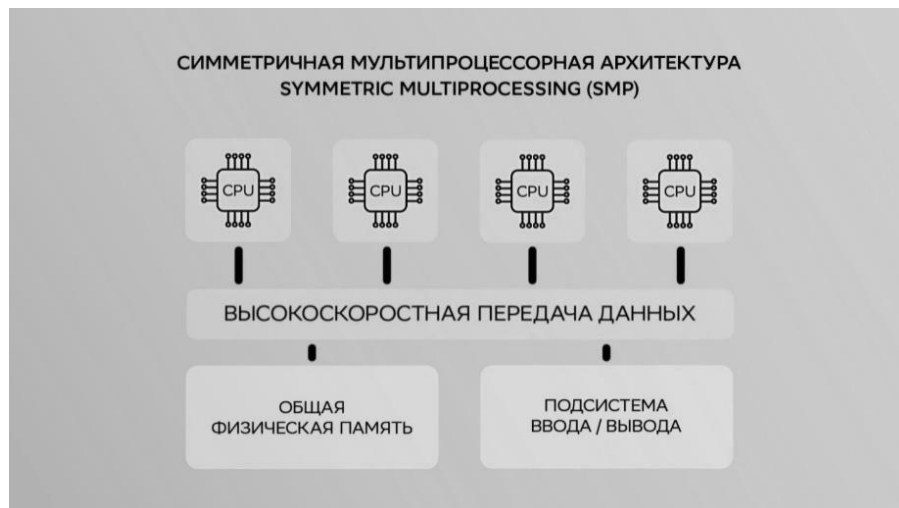 СИММЕТРИЧНАЯ МУЛЬТИПРОЦЕССОРНАЯ АРХИТЕКТУРА
SYMMETRIC MULTIPROCESSING (SMP)
CPU CPU CPU CPU
ВЫСОКОСКОРОСТНАЯ ПЕРЕДАЧА ДАННЫХ
ОБЩАЯ
ФИЗИЧЕСКАЯ ПАМЯТЬ
ПОДСИСТЕМА
ВВОДА / ВЫВОДА